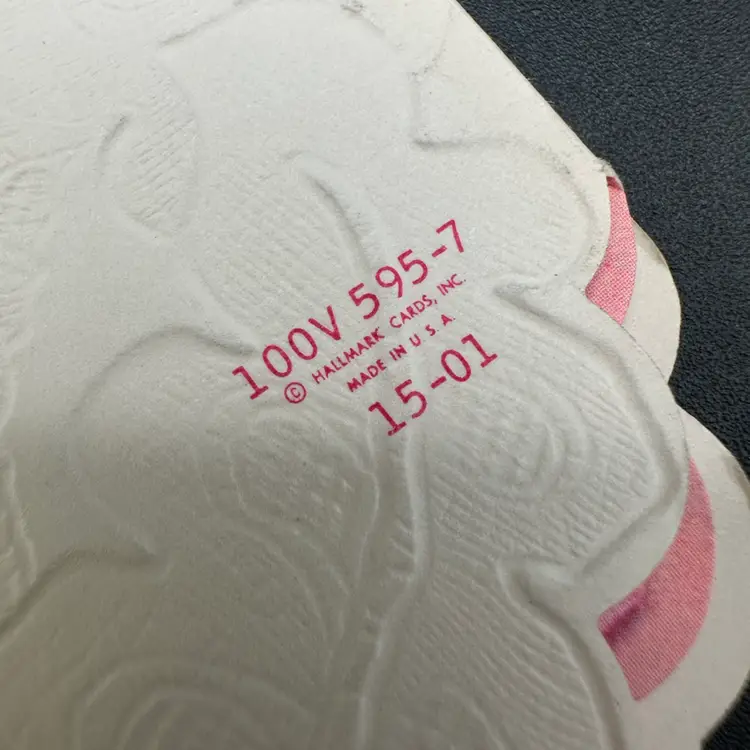 100V 595-7
© HALLMARK CARDS, INC.
MADE IN U. S. A.
15-01